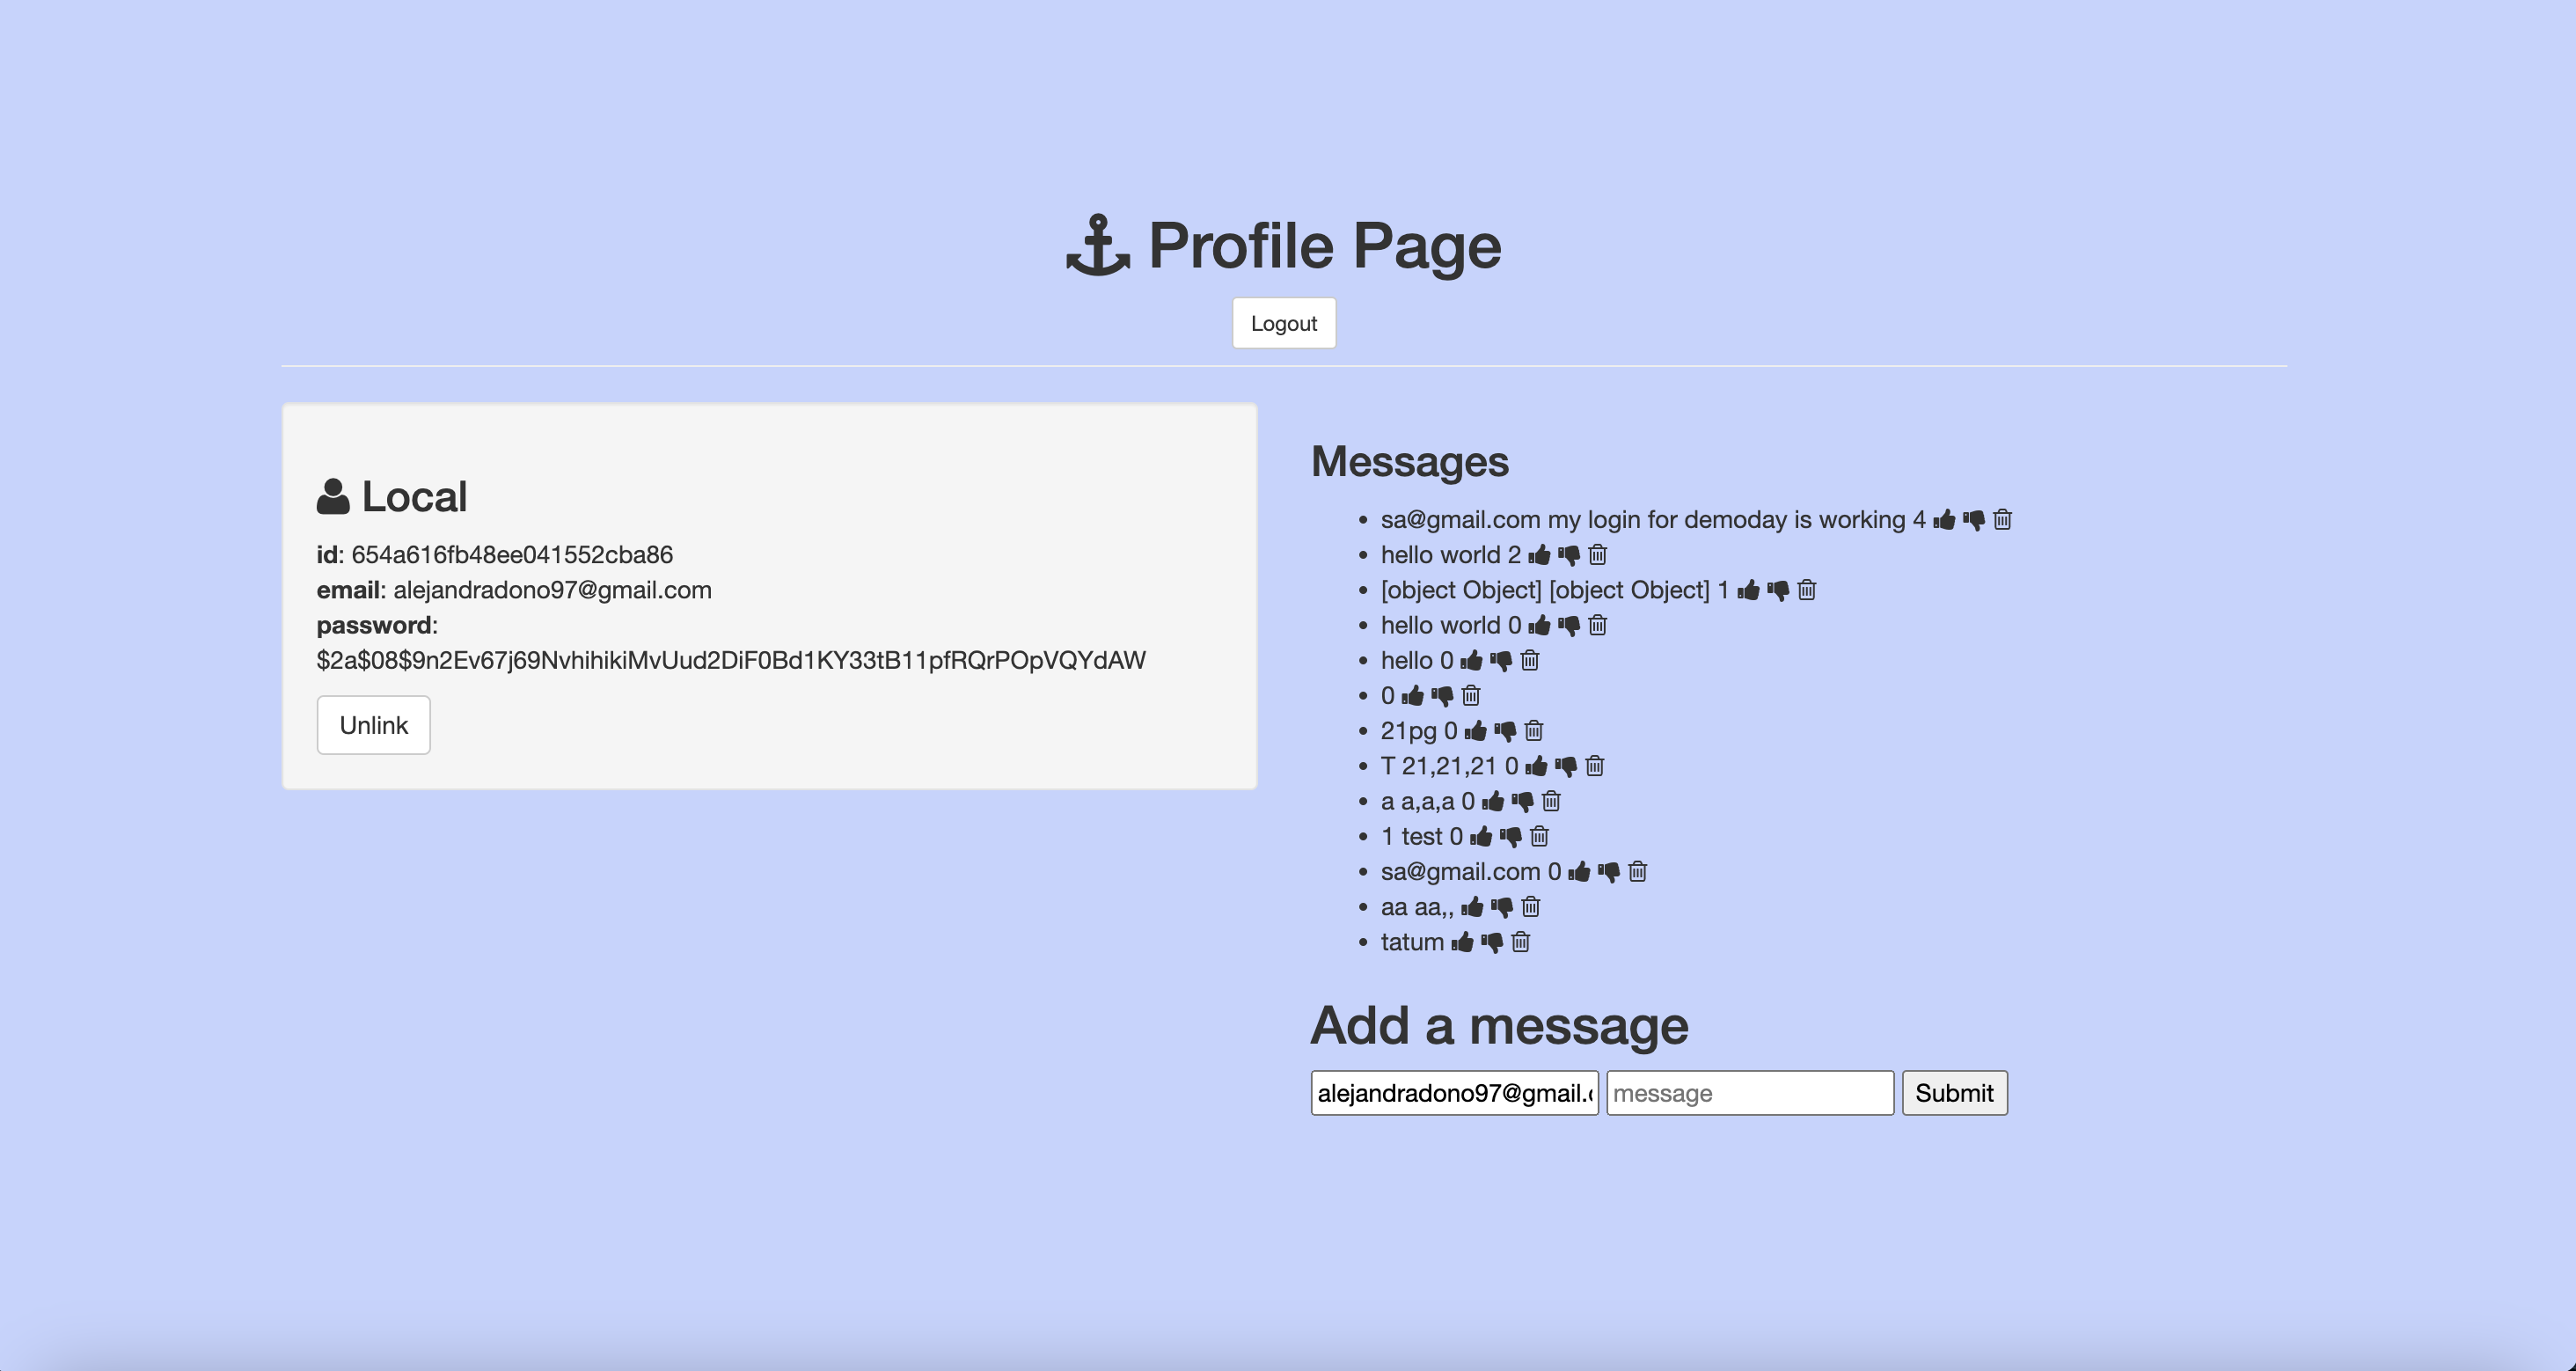 Profile Page
Logout
Local
id: 654a616fb48ee041552cba86
email: alejandradono97@gmail.com
password:
$2a$08$9n2Ev67j69NvhihikiMvUud2DiF0Bd1KY33tB11pfRQrPOpVQYdAW
Unlink
Messages
sa@gmail.com my login for demoday is working 4
hello world 2
[object Object] [object Object] 1
hello world 0
hello 0
0
21pg 0
T 21,21,21 0
a a,a,a 0
1 test 0
sa@gmail.com 0
aa aa,,
tatum
Add a message
alejandradono97@gmail.c message Submit